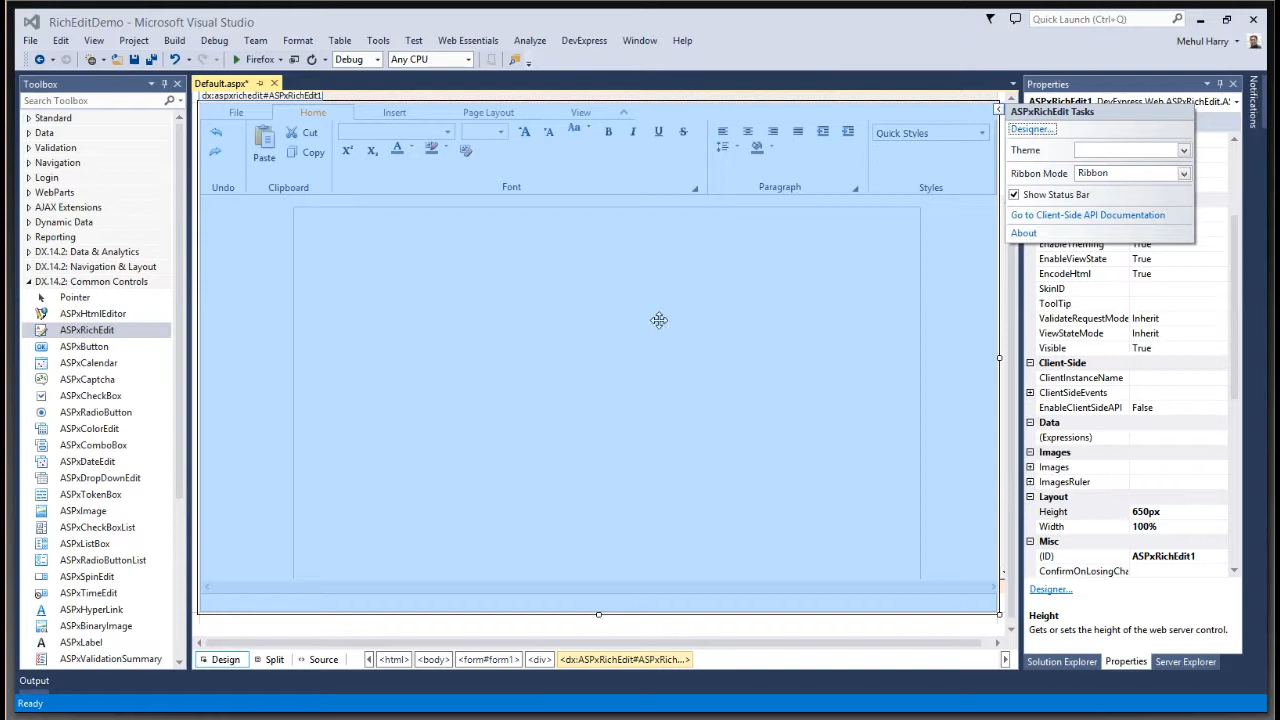 RichEditDemo - Microsoft Visual Studio
Quick Launch (Ctrl+Q)
File Edit View Project Build Debug Team Format Table Tools Test Web Essentials Analyze DevExpress Window Help
Mehul Harry
Firefox Debug Any CPU
Toolbox
Search Toolbox
Standard
Data
Validation
Navigation
Login
WebParts
AJAX Extensions
Dynamic Data
Reporting
DX.14.2: Data & Analytics
DX.14.2: Navigation & Layout
DX.14.2: Common Controls
Pointer
ASPxHtmlEditor
ASPxRichEdit
ASPxButton
ASPxCalendar
ASPxCaptcha
ASPxCheckBox
ASPxRadioButton
ASPxColorEdit
ASPxComboBox
ASPxDateEdit
ASPxDropDownEdit
ASPxTokenBox
ASPxImage
ASPxCheckBoxList
ASPxListBox
ASPxRadioButtonList
ASPxSpinEdit
ASPxTimeEdit
ASPxHyperLink
ASPxBinaryImage
ASPxLabel
ASPxValidationSummary
Default.aspx*
dx:aspxrichedit#ASPxRichEdit1
File Home Insert Page Layout View
Paste Cut Copy
Quick Styles
Undo Clipboard Font Paragraph Styles
Design Split Source <html> <body> <form#form1> <div> <dx:ASPxRichEdit#ASPxRich...>
Properties
ASPxRichEdit1 DevExpress.Web.ASPxRichEdit.A
ASPxRichEdit Tasks
Designer...
Theme
Ribbon Mode Ribbon
Show Status Bar
Go to Client-Side API Documentation
About
EnableTheming True
EnableViewState True
EncodeHtml True
SkinID
ToolTip
ValidateRequestMode Inherit
ViewStateMode Inherit
Visible True
Client-Side
ClientInstanceName
ClientSideEvents
EnableClientSideAPI False
Data
(Expressions)
Images
Images
ImagesRuler
Layout
Height 650px
Width 100%
Misc
(ID) ASPxRichEdit1
ConfirmOnLosingCha
Designer...
Height
Gets or sets the height of the web server control.
Solution Explorer Properties Server Explorer
Notifications
Output
Ready